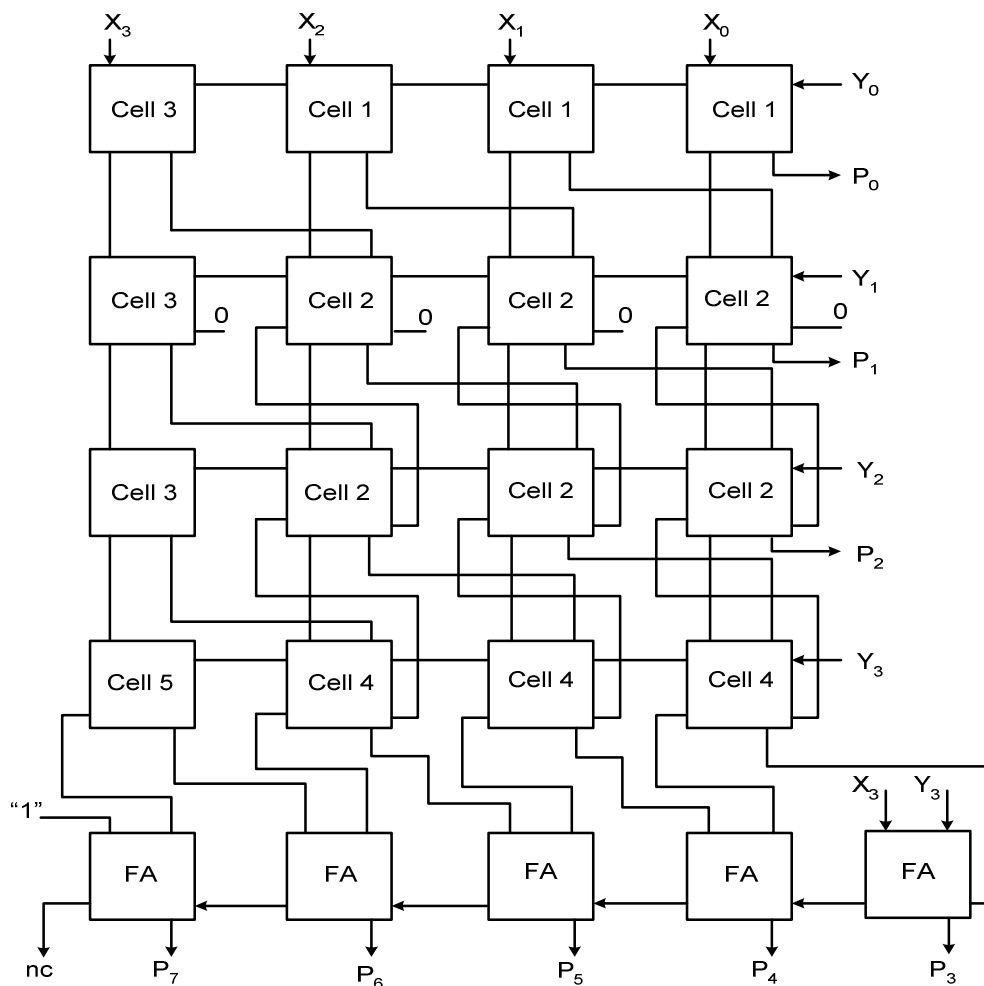 X₃ X₂ X₁ X₀
Cell 3 Cell 1 Cell 1 Cell 1 Y₀
P₀
Cell 3 Cell 2 Cell 2 Cell 2 Y₁
0 0 0 0
P₁
Cell 3 Cell 2 Cell 2 Cell 2 Y₂
P₂
Cell 5 Cell 4 Cell 4 Cell 4 Y₃
X₃ Y₃
“1”
FA FA FA FA FA
nc P₇ P₆ P₅ P₄ P₃